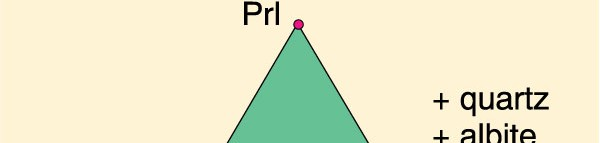 Prl
+ quartz
+ albite